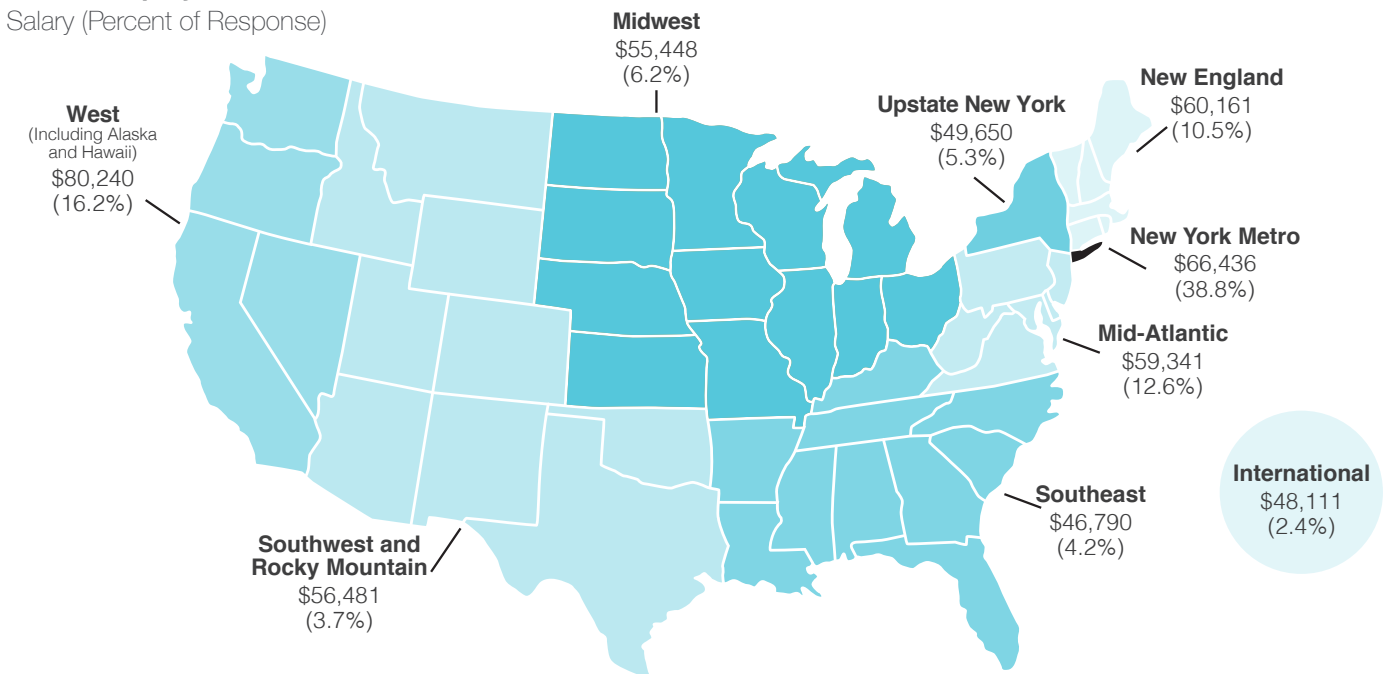 Salary (Percent of Response)
Midwest
$55,448
(6.2%)
New England
$60,161
(10.5%)
Upstate New York
$49,650
(5.3%)
West
(Including Alaska
and Hawaii)
$80,240
(16.2%)
New York Metro
$66,436
(38.8%)
Mid-Atlantic
$59,341
(12.6%)
International
$48,111
(2.4%)
Southeast
$46,790
(4.2%)
Southwest and
Rocky Mountain
$56,481
(3.7%)